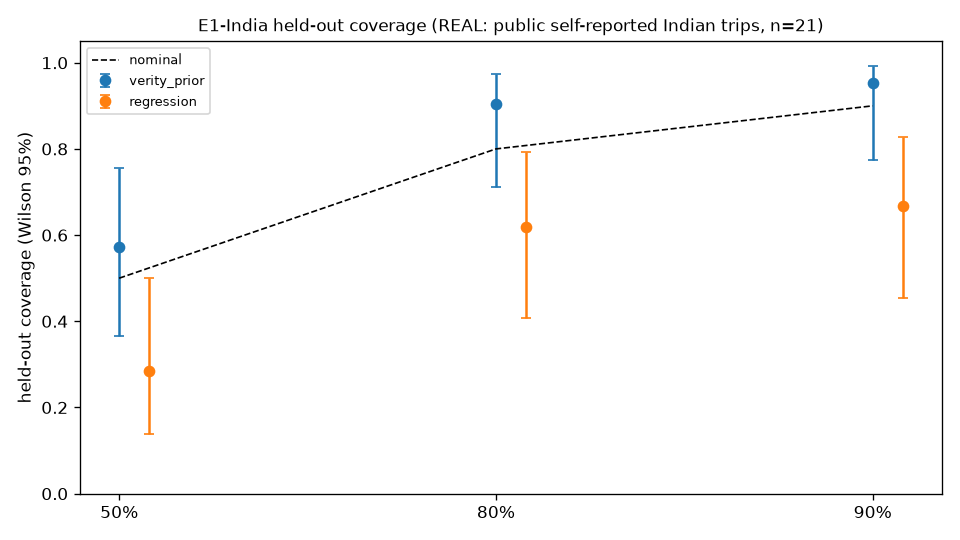 E1-India held-out coverage (REAL: public self-reported Indian trips, n=21)
nominal
verity_prior
regression
held-out coverage (Wilson 95%)
1.0
0.8
0.6
0.4
0.2
0.0
50%
80%
90%